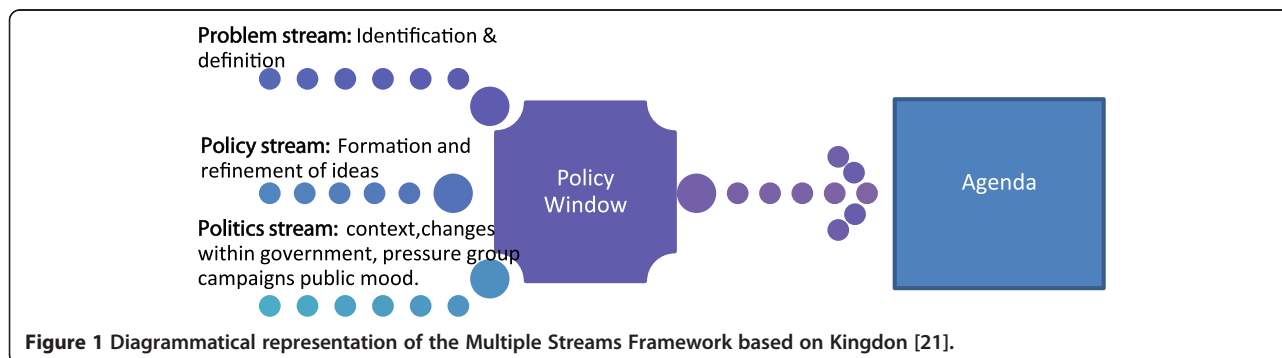 Problem stream: Identification &
definition
Policy stream: Formation and
refinement of ideas
Politics stream: context,changes
within government, pressure group
campaigns public mood.
Policy
Window
Agenda
Figure 1 Diagrammatical representation of the Multiple Streams Framework based on Kingdon [21].